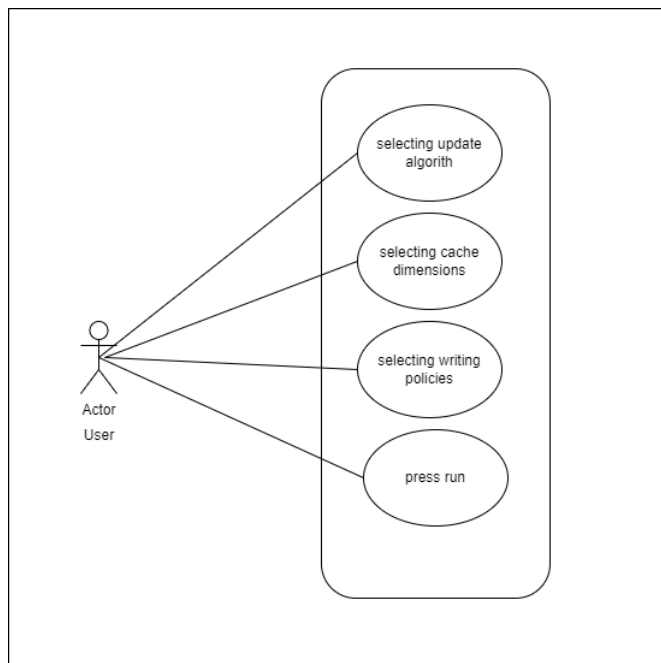 selecting update
algorith
selecting cache
dimensions
selecting writing
policies
press run
Actor
User